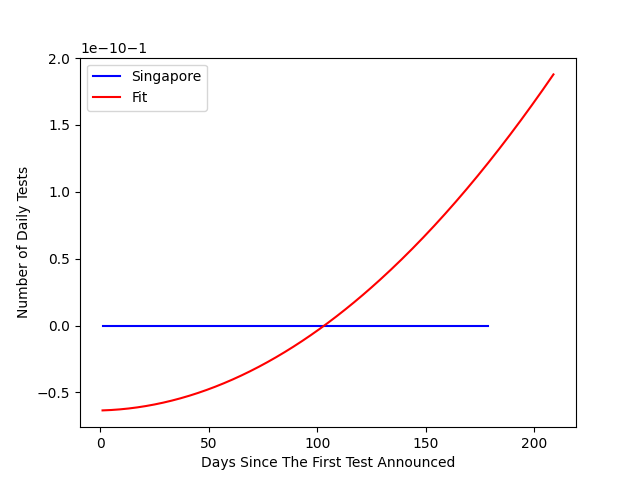 1e−10−1
2.0
1.5
1.0
0.5
0.0
−0.5
Number of Daily Tests
Singapore
Fit
0 50 100 150 200
Days Since The First Test Announced